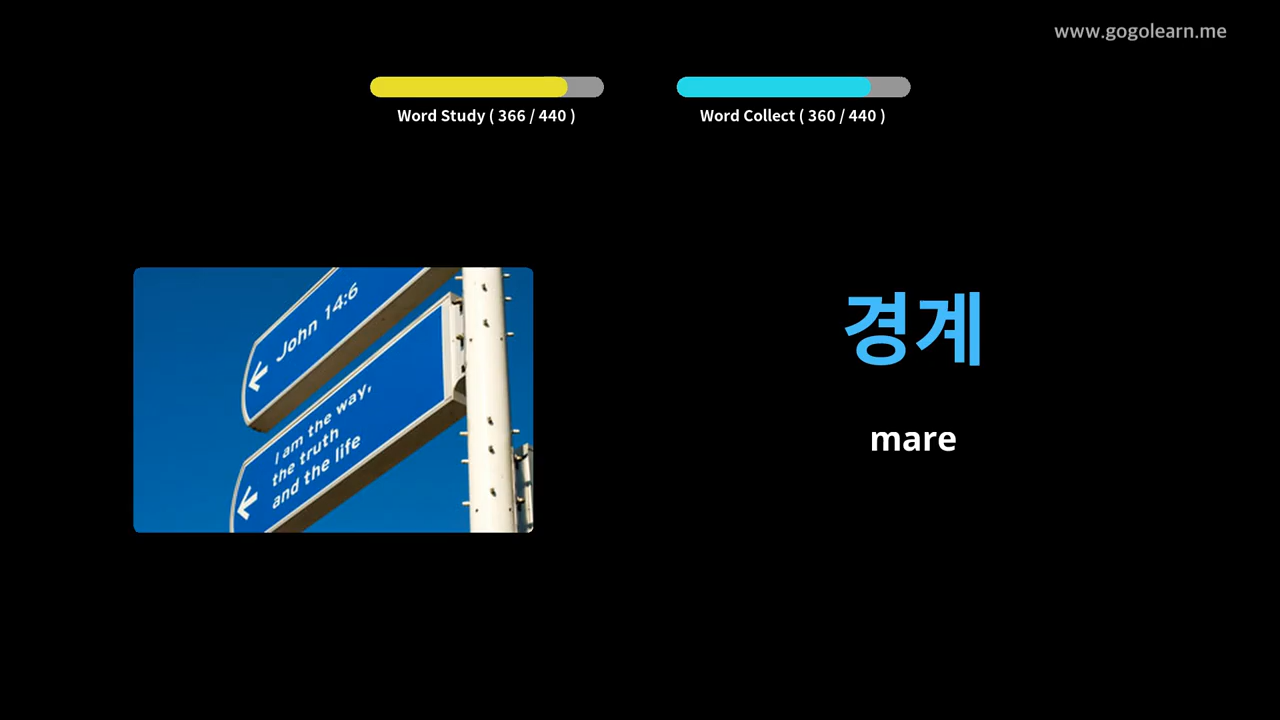 www.gogolearn.me
Word Study ( 366 / 440 )
Word Collect ( 360 / 440 )
John 14:6
I am the way,
the truth
and the life
경계
mare